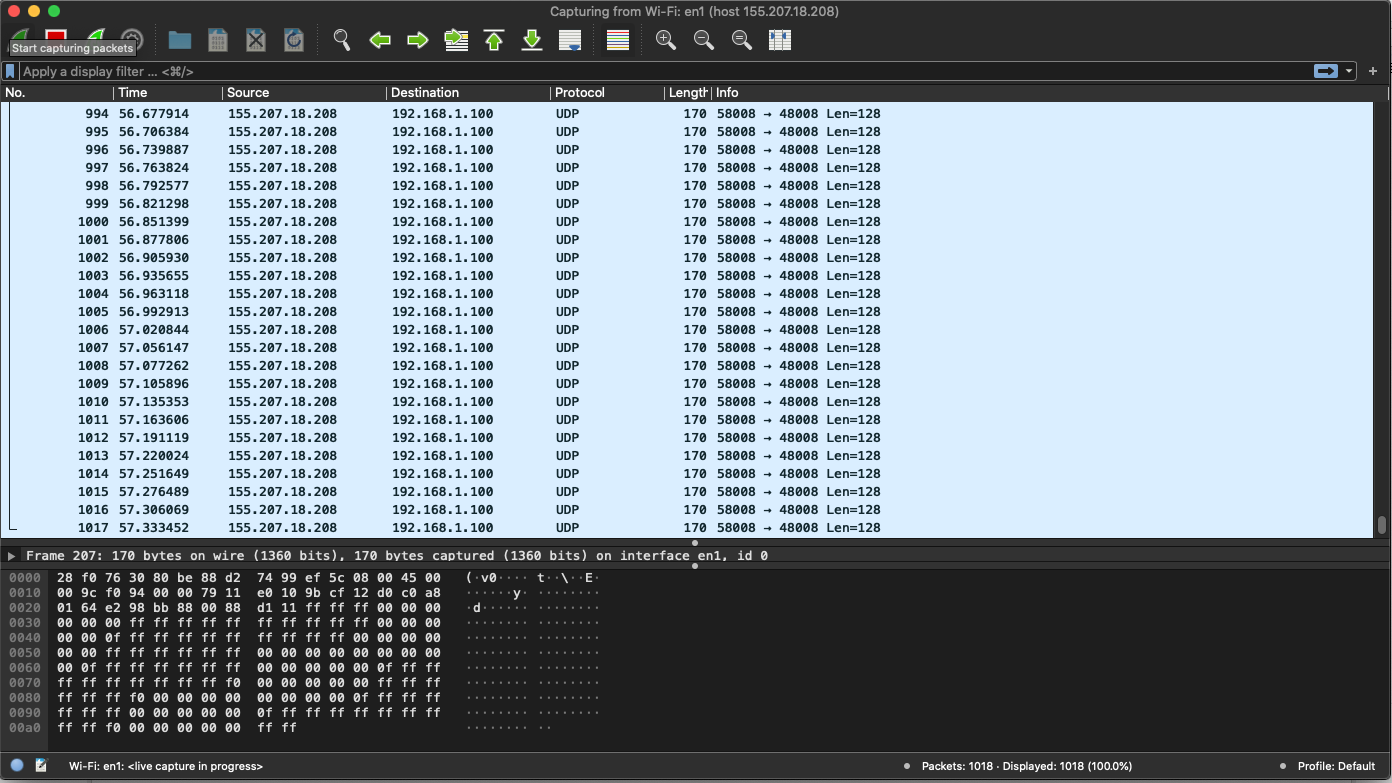 Capturing from Wi-Fi: en1 (host 155.207.18.208)
Start capturing packets
Apply a display filter ... <⌘/>
No. Time Source Destination Protocol Length Info
994 56.677914 155.207.18.208 192.168.1.100 UDP 170 58008 → 48008 Len=128
995 56.706384 155.207.18.208 192.168.1.100 UDP 170 58008 → 48008 Len=128
996 56.739887 155.207.18.208 192.168.1.100 UDP 170 58008 → 48008 Len=128
997 56.763824 155.207.18.208 192.168.1.100 UDP 170 58008 → 48008 Len=128
998 56.792577 155.207.18.208 192.168.1.100 UDP 170 58008 → 48008 Len=128
999 56.821298 155.207.18.208 192.168.1.100 UDP 170 58008 → 48008 Len=128
1000 56.851399 155.207.18.208 192.168.1.100 UDP 170 58008 → 48008 Len=128
1001 56.877806 155.207.18.208 192.168.1.100 UDP 170 58008 → 48008 Len=128
1002 56.905930 155.207.18.208 192.168.1.100 UDP 170 58008 → 48008 Len=128
1003 56.935655 155.207.18.208 192.168.1.100 UDP 170 58008 → 48008 Len=128
1004 56.963118 155.207.18.208 192.168.1.100 UDP 170 58008 → 48008 Len=128
1005 56.992913 155.207.18.208 192.168.1.100 UDP 170 58008 → 48008 Len=128
1006 57.020844 155.207.18.208 192.168.1.100 UDP 170 58008 → 48008 Len=128
1007 57.056147 155.207.18.208 192.168.1.100 UDP 170 58008 → 48008 Len=128
1008 57.077262 155.207.18.208 192.168.1.100 UDP 170 58008 → 48008 Len=128
1009 57.105896 155.207.18.208 192.168.1.100 UDP 170 58008 → 48008 Len=128
1010 57.135353 155.207.18.208 192.168.1.100 UDP 170 58008 → 48008 Len=128
1011 57.163606 155.207.18.208 192.168.1.100 UDP 170 58008 → 48008 Len=128
1012 57.191119 155.207.18.208 192.168.1.100 UDP 170 58008 → 48008 Len=128
1013 57.220024 155.207.18.208 192.168.1.100 UDP 170 58008 → 48008 Len=128
1014 57.251649 155.207.18.208 192.168.1.100 UDP 170 58008 → 48008 Len=128
1015 57.276489 155.207.18.208 192.168.1.100 UDP 170 58008 → 48008 Len=128
1016 57.306069 155.207.18.208 192.168.1.100 UDP 170 58008 → 48008 Len=128
1017 57.333452 155.207.18.208 192.168.1.100 UDP 170 58008 → 48008 Len=128
Frame 207: 170 bytes on wire (1360 bits), 170 bytes captured (1360 bits) on interface en1, id 0
0000 28 f0 76 30 80 be 88 d2 74 99 ef 5c 08 00 45 00 (·v0···· t··\··E·
0010 00 9c f0 94 00 00 79 11 e0 10 9b cf 12 d0 c0 a8 ······y· ········
0020 01 64 e2 98 bb 88 00 88 d1 11 ff ff ff 00 00 00 ·d······ ········
0030 00 00 00 ff ff ff ff ff ff ff ff ff ff 00 00 00 ········ ········
0040 00 00 0f ff ff ff ff ff ff ff ff ff 00 00 00 00 ········ ········
0050 00 00 ff ff ff ff ff ff 00 00 00 00 00 00 00 00 ········ ········
0060 00 0f ff ff ff ff ff ff 00 00 00 00 00 0f ff ff ········ ········
0070 ff ff ff ff ff ff ff f0 00 00 00 00 00 ff ff ff ········ ········
0080 ff ff ff f0 00 00 00 00 00 00 00 00 0f ff ff ff ········ ········
0090 ff ff ff 00 00 00 00 00 0f ff ff ff ff ff ff ff ········ ········
00a0 ff ff f0 00 00 00 00 00 ff ff ········ ··
Wi-Fi: en1: <live capture in progress> Packets: 1018 · Displayed: 1018 (100.0%) Profile: Default